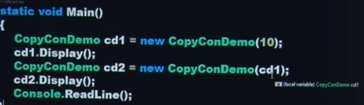 static void Main()
{
CopyConDemo cd1 = new CopyConDemo(10);
cd1.Display();
CopyConDemo cd2 = new CopyConDemo(cd1);
(local variable) CopyConDemo cd1
cd2.Display();
Console.ReadLine();